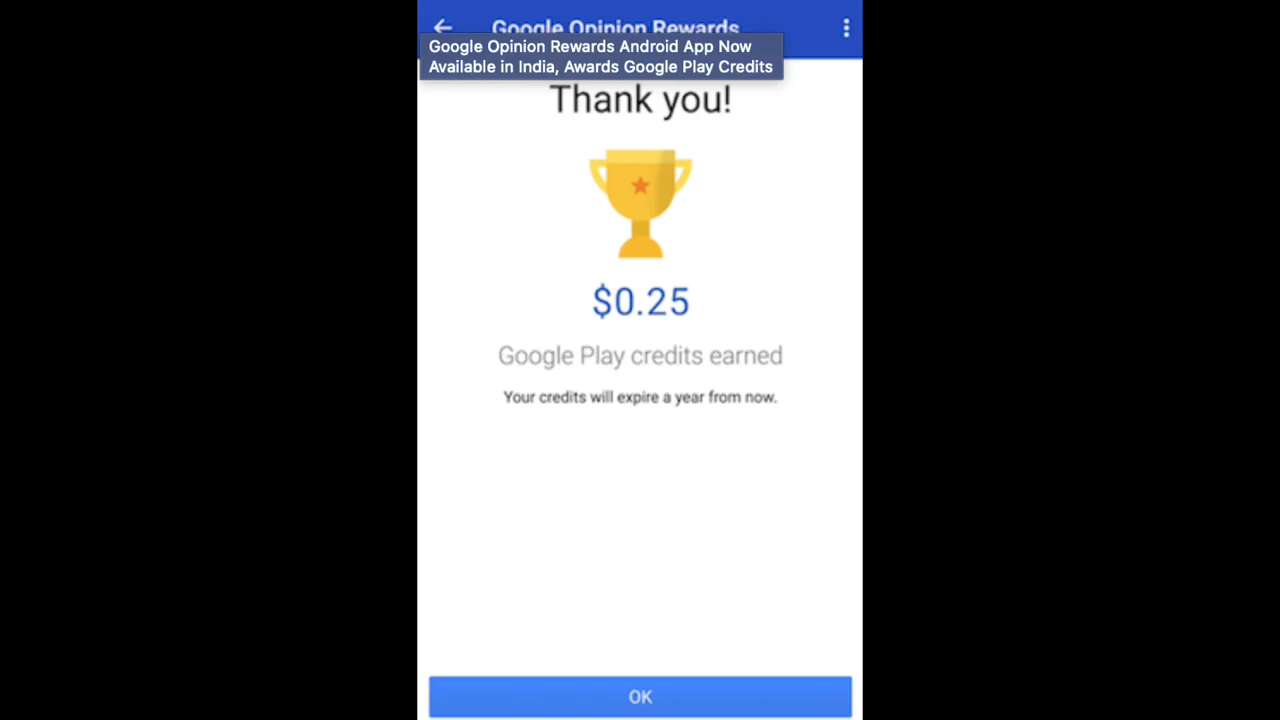 Google Opinion Rewards
Google Opinion Rewards Android App Now
Available in India, Awards Google Play Credits
Thank you!
$0.25
Google Play credits earned
Your credits will expire a year from now.
OK